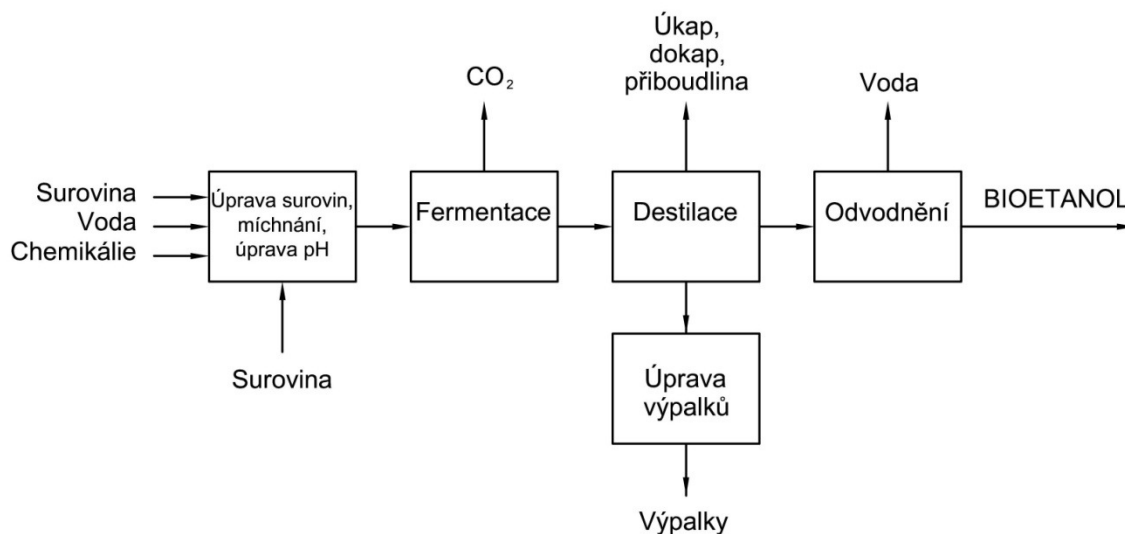 Úkap,
dokap,
přiboudlina
CO₂
Voda
Surovina
Voda
Chemikálie
Úprava surovin,
míchnání,
úprava pH
Fermentace
Destilace
Odvodnění
BIOETANOL
Surovina
Úprava
výpalků
Výpalky